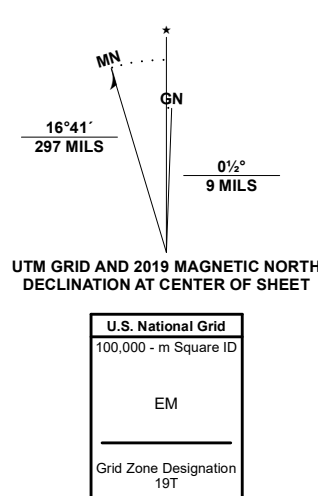 ★
MN
GN
16°41´
297 MILS
0½°
9 MILS
UTM GRID AND 2019 MAGNETIC NORTH
DECLINATION AT CENTER OF SHEET
U.S. National Grid
100,000 - m Square ID
EM
Grid Zone Designation
19T